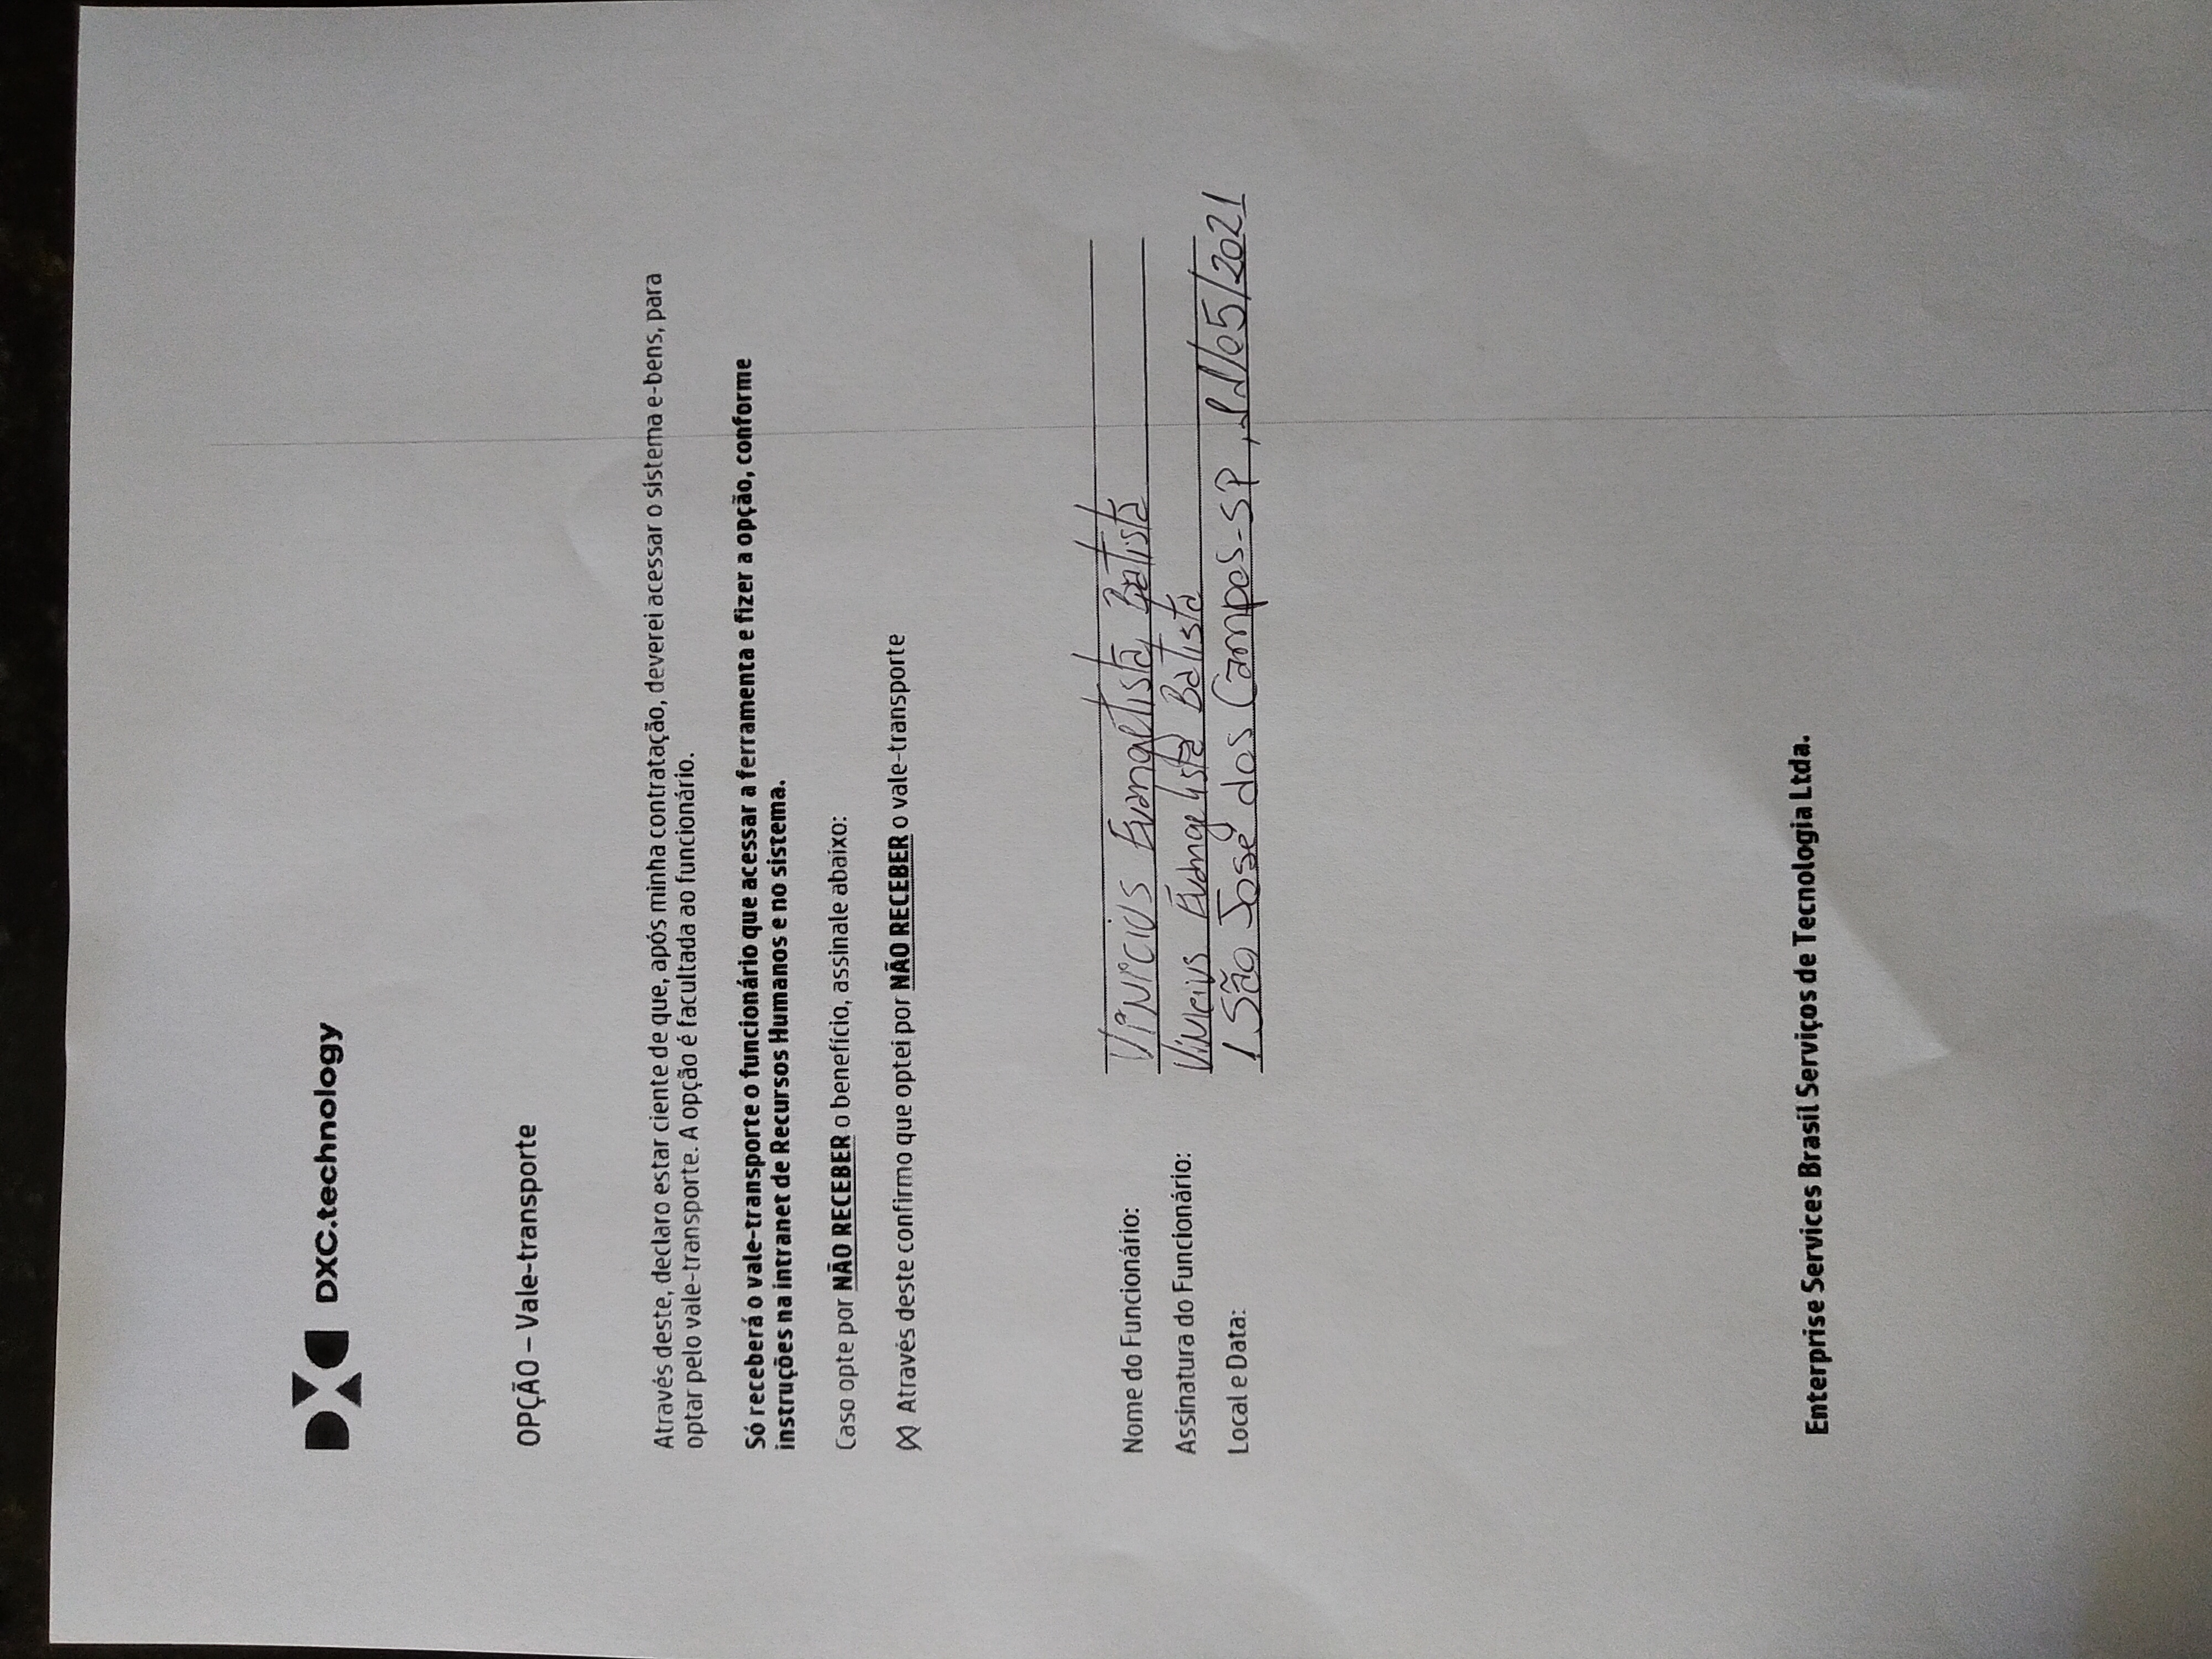 DXC.technology
OPÇÃO – Vale-transporte
Através deste, declaro estar ciente de que, após minha contratação, deverei acessar o sistema e-bens, para
optar pelo vale-transporte. A opção é facultada ao funcionário.
Só receberá o vale-transporte o funcionário que acessar a ferramenta e fizer a opção, conforme
instruções na intranet de Recursos Humanos e no sistema.
Caso opte por NÃO RECEBER o benefício, assinale abaixo:
(X) Através deste confirmo que optei por NÃO RECEBER o vale-transporte
Nome do Funcionário: Vinicius Evangelista Batista
Assinatura do Funcionário: Vinicius Evangelista Batista
Local e Data: São José dos Campos-SP, 11/05/2021
Enterprise Services Brasil Serviços de Tecnologia Ltda.